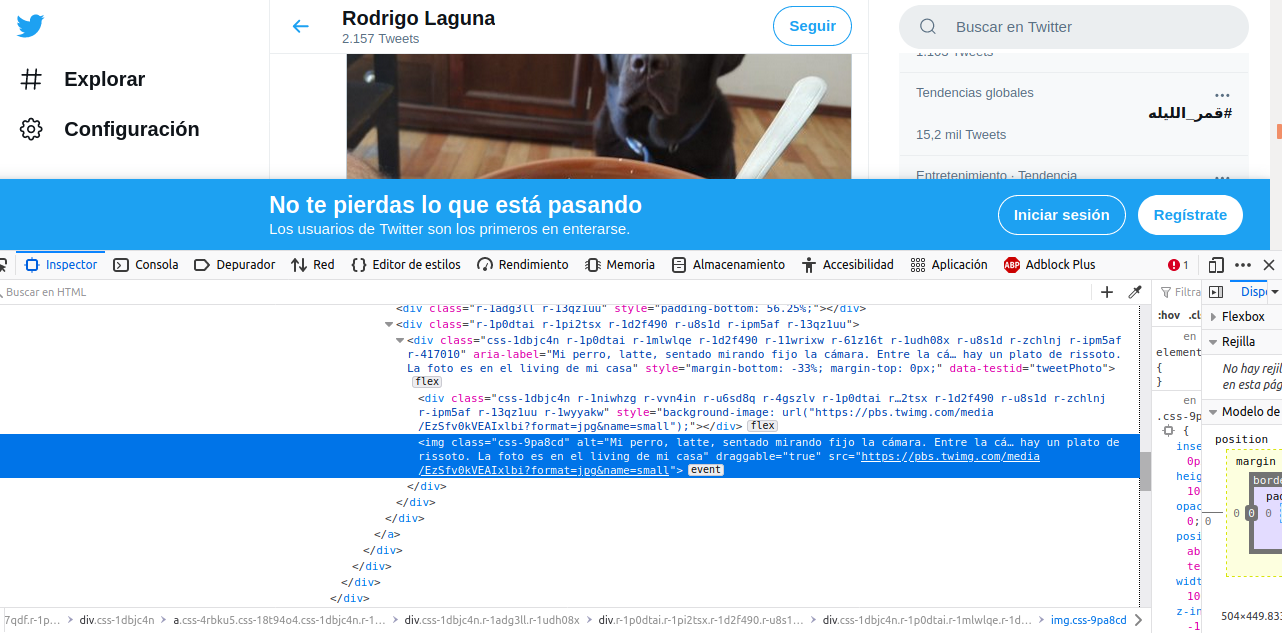 Rodrigo Laguna
2.157 Tweets
Seguir
Buscar en Twitter
Explorar
Configuración
Tendencias globales
#قمر_الليله
15,2 mil Tweets
Entretenimiento · Tendencia
No te pierdas lo que está pasando
Los usuarios de Twitter son los primeros en enterarse.
Iniciar sesión
Regístrate
Inspector Consola Depurador Red Editor de estilos Rendimiento Memoria Almacenamiento Accesibilidad Aplicación ABP Adblock Plus 1
Buscar en HTML
<div class="r-1adg3ll r-13qz1uu" style="padding-bottom: 56.25%;"></div>
<div class="r-1p0dtai r-1pi2tsx r-1d2f490 r-u8s1d r-ipm5af r-13qz1uu">
<div class="css-1dbjc4n r-1p0dtai r-1mlwlqe r-1d2f490 r-11wrixw r-61z16t r-1udh08x r-u8s1d r-zchlnj r-ipm5af
r-417010" aria-label="Mi perro, latte, sentado mirando fijo la cámara. Entre la cá… hay un plato de rissoto.
La foto es en el living de mi casa" style="margin-bottom: -33%; margin-top: 0px;" data-testid="tweetPhoto">
flex
<div class="css-1dbjc4n r-1niwhzg r-vvn4in r-u6sd8q r-4gszlv r-1p0dtai r…2tsx r-1d2f490 r-u8s1d r-zchlnj
r-ipm5af r-13qz1uu r-1wyyakw" style="background-image: url("https://pbs.twimg.com/media
/EzSfv0kVEAIxlbi?format=jpg&name=small");"></div> flex
<img class="css-9pa8cd" alt="Mi perro, latte, sentado mirando fijo la cámara. Entre la cá… hay un plato de
rissoto. La foto es en el living de mi casa" draggable="true" src="https://pbs.twimg.com/media
/EzSfv0kVEAIxlbi?format=jpg&name=small"> event
</div>
</div>
</div>
</a>
</div>
</div>
</div>
</div>
7qdf.r-1p… div.css-1dbjc4n a.css-4rbku5.css-18t94o4.css-1dbjc4n.r-1… div.css-1dbjc4n.r-1adg3ll.r-1udh08x div.r-1p0dtai.r-1pi2tsx.r-1d2f490.r-u8s1… div.css-1dbjc4n.r-1p0dtai.r-1mlwlqe.r-1d… img.css-9pa8cd
Filtra
:hov .cl
en
element
{
}
en
.css-9p
{
inse
0p
heig
10
opac
0;
posi
ab
te
widt
10
z-in
-1
Dispo
Flexbox
Rejilla
No hay rejil
en esta pág
Modelo de
position
margin
borde
pad
0 0 0 0
504×449.83